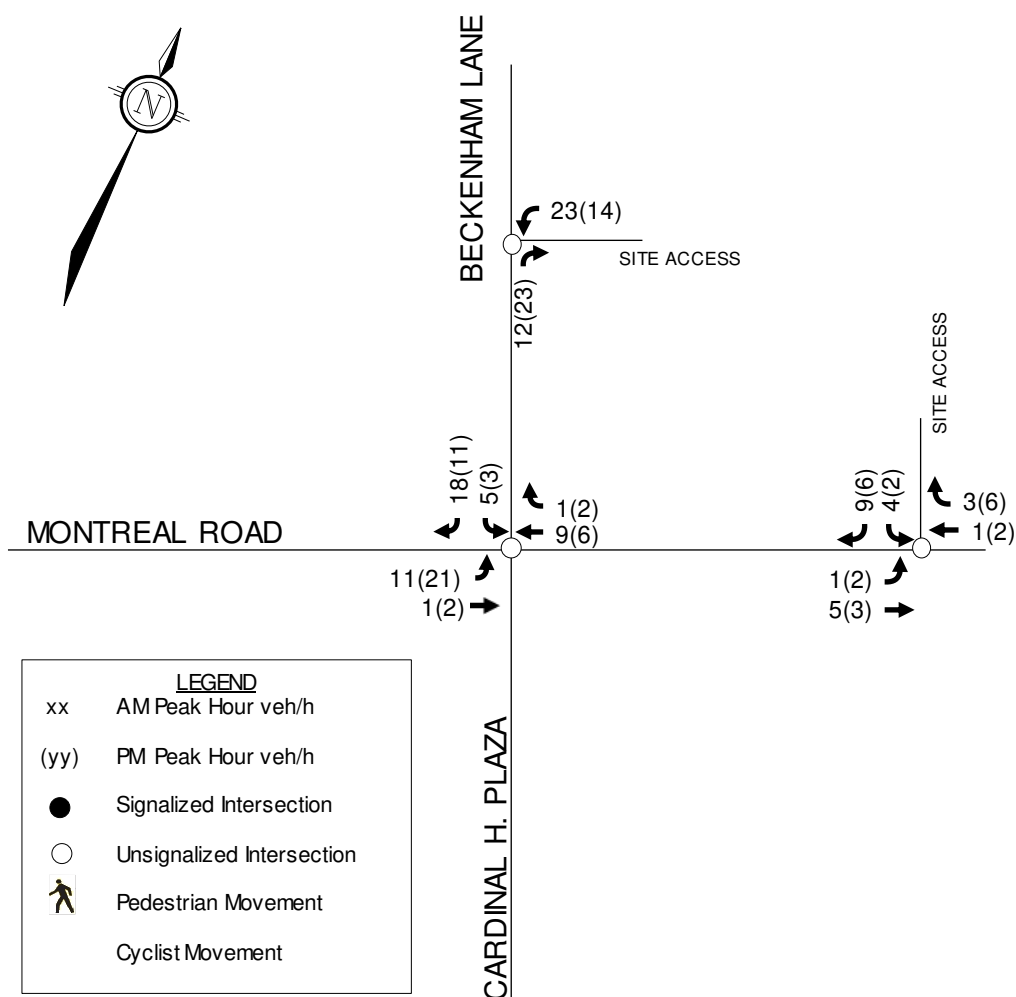 N
BECKENHAM LANE
23(14)
SITE ACCESS
12(23)
SITE ACCESS
18(11)
5(3)
1(2)
9(6)
MONTREAL ROAD
11(21)
1(2)
9(6)
4(2)
3(6)
1(2)
1(2)
5(3)
LEGEND
xx AM Peak Hour veh/h
(yy) PM Peak Hour veh/h
Signalized Intersection
Unsignalized Intersection
Pedestrian Movement
Cyclist Movement
CARDINAL H. PLAZA